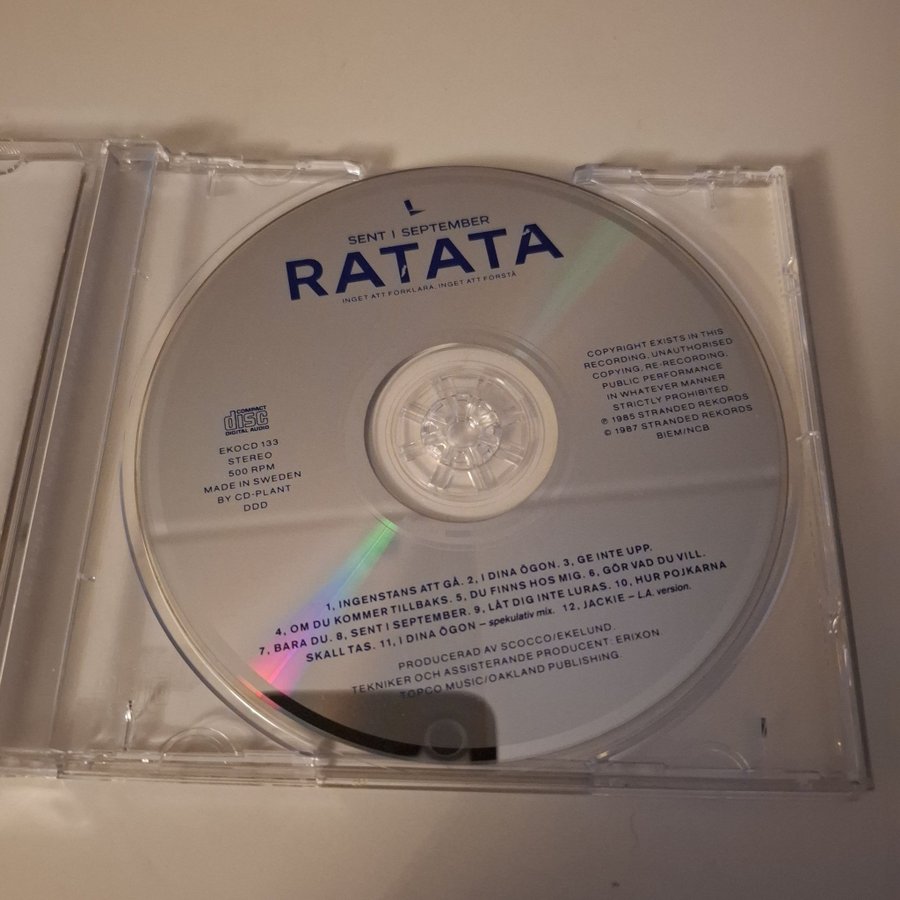 SENT I SEPTEMBER
RATATA
INGET ATT FÖRKLARA, INGET ATT FÖRSTÅ
COPYRIGHT EXISTS IN THIS
RECORDING. UNAUTHORISED
COPYING, RE-RECORDING,
PUBLIC PERFORMANCE
IN WHATEVER MANNER
STRICTLY PROHIBITED.
℗ 1985 STRANDED REKORDS
© 1987 STRANDED REKORDS
BIEM/NCB
COMPACT
disc
DIGITAL AUDIO
EKOCD 133
STEREO
500 RPM
MADE IN SWEDEN
BY CD-PLANT
DDD
1, INGENSTANS ATT GÅ. 2, I DINA ÖGON. 3, GE INTE UPP.
4, OM DU KOMMER TILLBAKS. 5, DU FINNS HOS MIG. 6, GÖR VAD DU VILL.
7, BARA DU. 8, SENT I SEPTEMBER. 9, LÅT DIG INTE LURAS. 10, HUR POJKARNA
SKALL TAS. 11, I DINA ÖGON – spekulativ mix. 12, JACKIE – L.A. version.
PRODUCERAD AV SCOCCO/EKELUND.
TEKNIKER OCH ASSISTERANDE PRODUCENT: ERIXON.
TOPCO MUSIC/OAKLAND PUBLISHING.